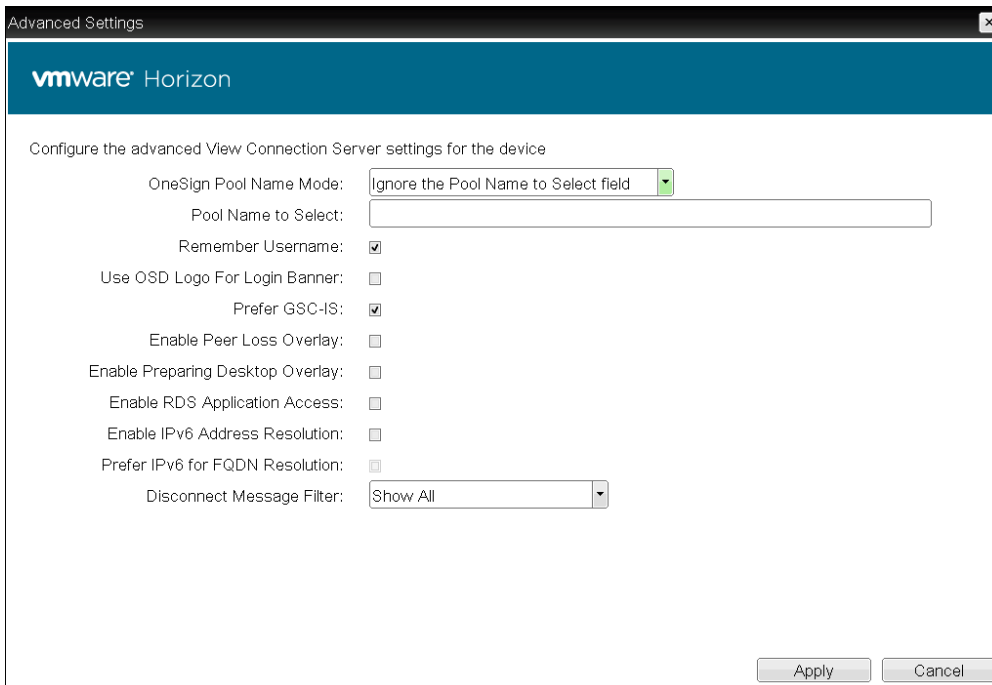 Advanced Settings
vmware Horizon
Configure the advanced View Connection Server settings for the device
OneSign Pool Name Mode: Ignore the Pool Name to Select field
Pool Name to Select:
Remember Username:
Use OSD Logo For Login Banner:
Prefer GSC-IS:
Enable Peer Loss Overlay:
Enable Preparing Desktop Overlay:
Enable RDS Application Access:
Enable IPv6 Address Resolution:
Prefer IPv6 for FQDN Resolution:
Disconnect Message Filter: Show All
Apply Cancel